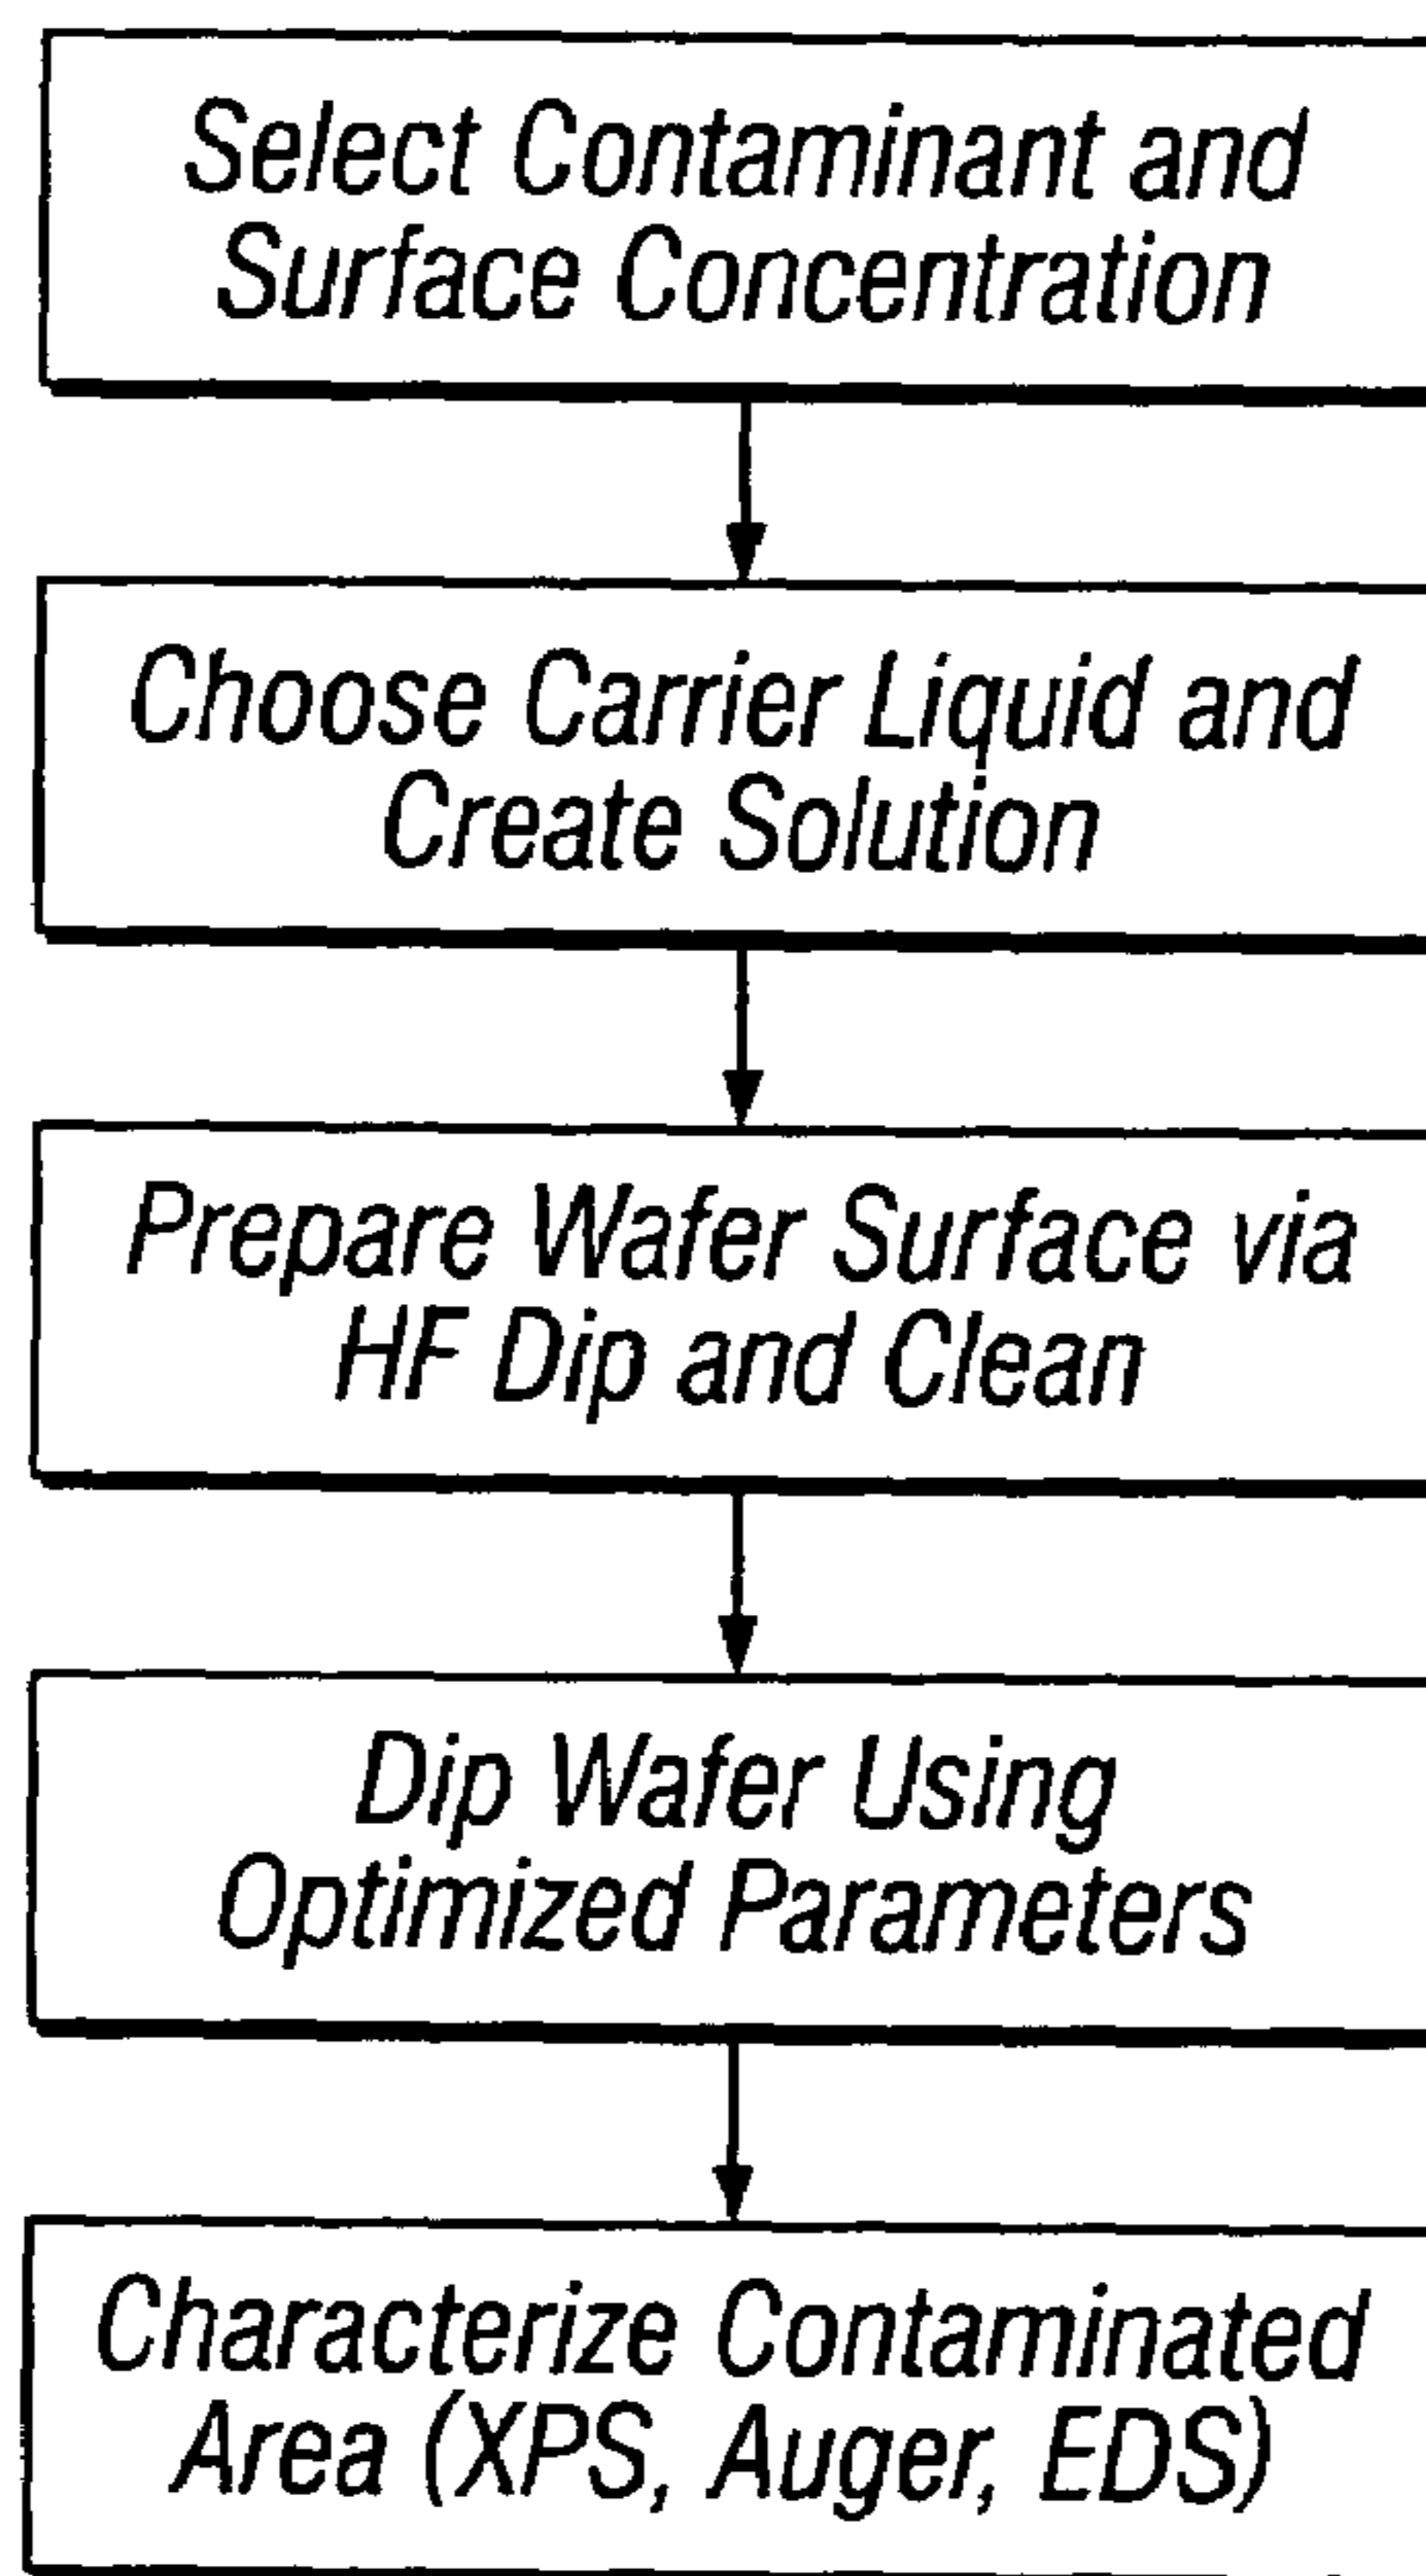 Select Contaminant and
Surface Concentration
Choose Carrier Liquid and
Create Solution
Prepare Wafer Surface via
HF Dip and Clean
Dip Wafer Using
Optimized Parameters
Characterize Contaminated
Area (XPS, Auger, EDS)